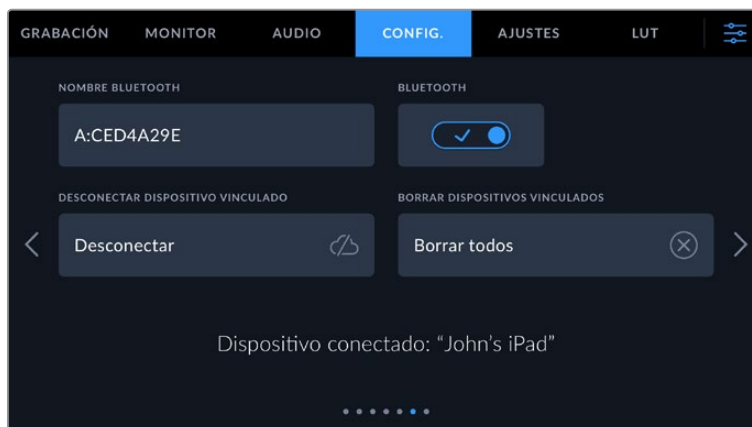 GRABACIÓN MONITOR AUDIO CONFIG. AJUSTES LUT
NOMBRE BLUETOOTH BLUETOOTH
A:CED4A29E
DESCONECTAR DISPOSITIVO VINCULADO BORRAR DISPOSITIVOS VINCULADOS
Desconectar Borrar todos
Dispositivo conectado: “John’s iPad”